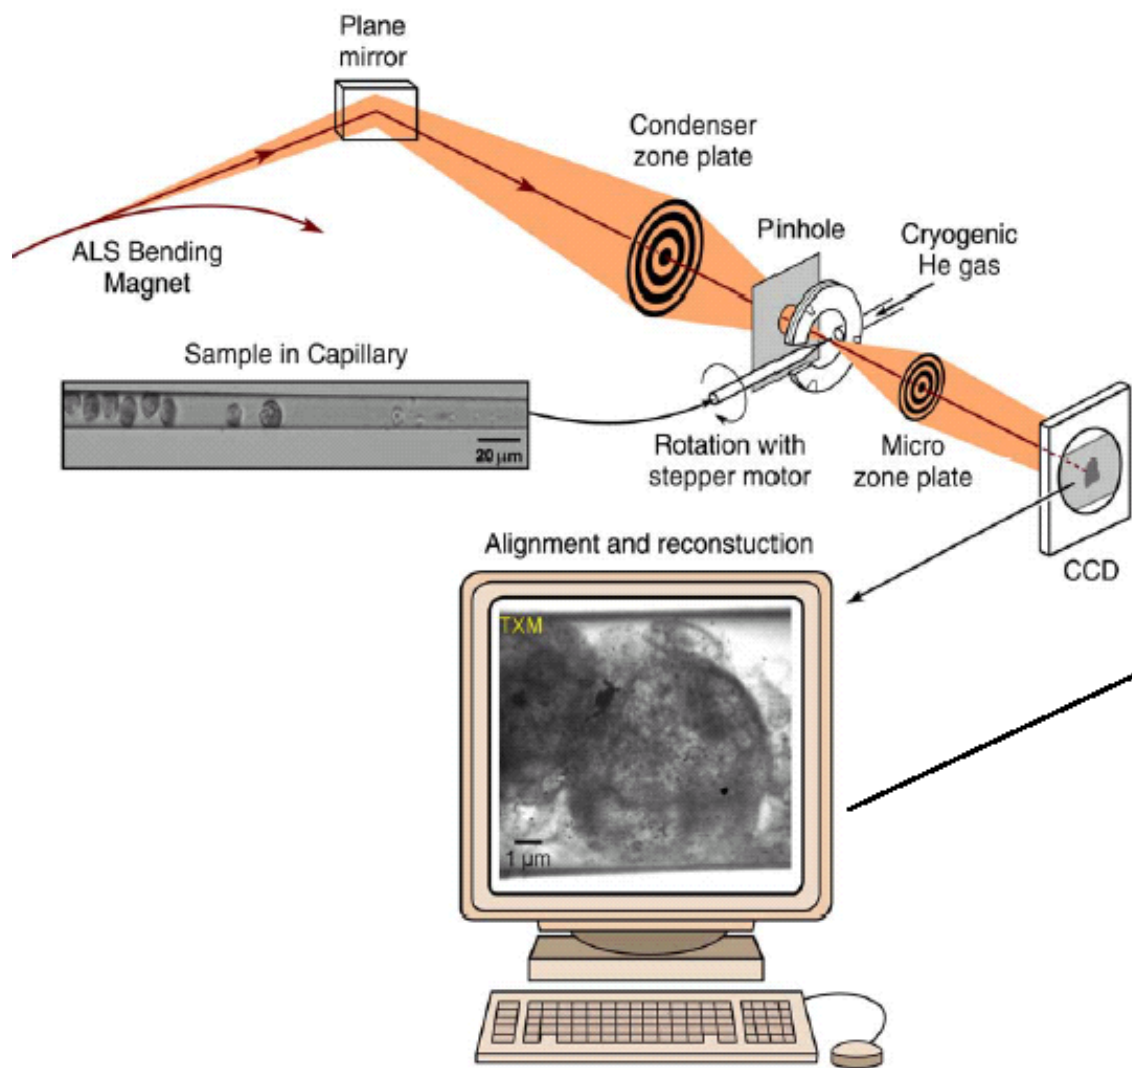 Plane
mirror
Condenser
zone plate
Pinhole
Cryogenic
He gas
ALS Bending
Magnet
Sample in Capillary
20 µm
Rotation with
stepper motor
Micro
zone plate
CCD
Alignment and reconstuction
TXM
1 µm